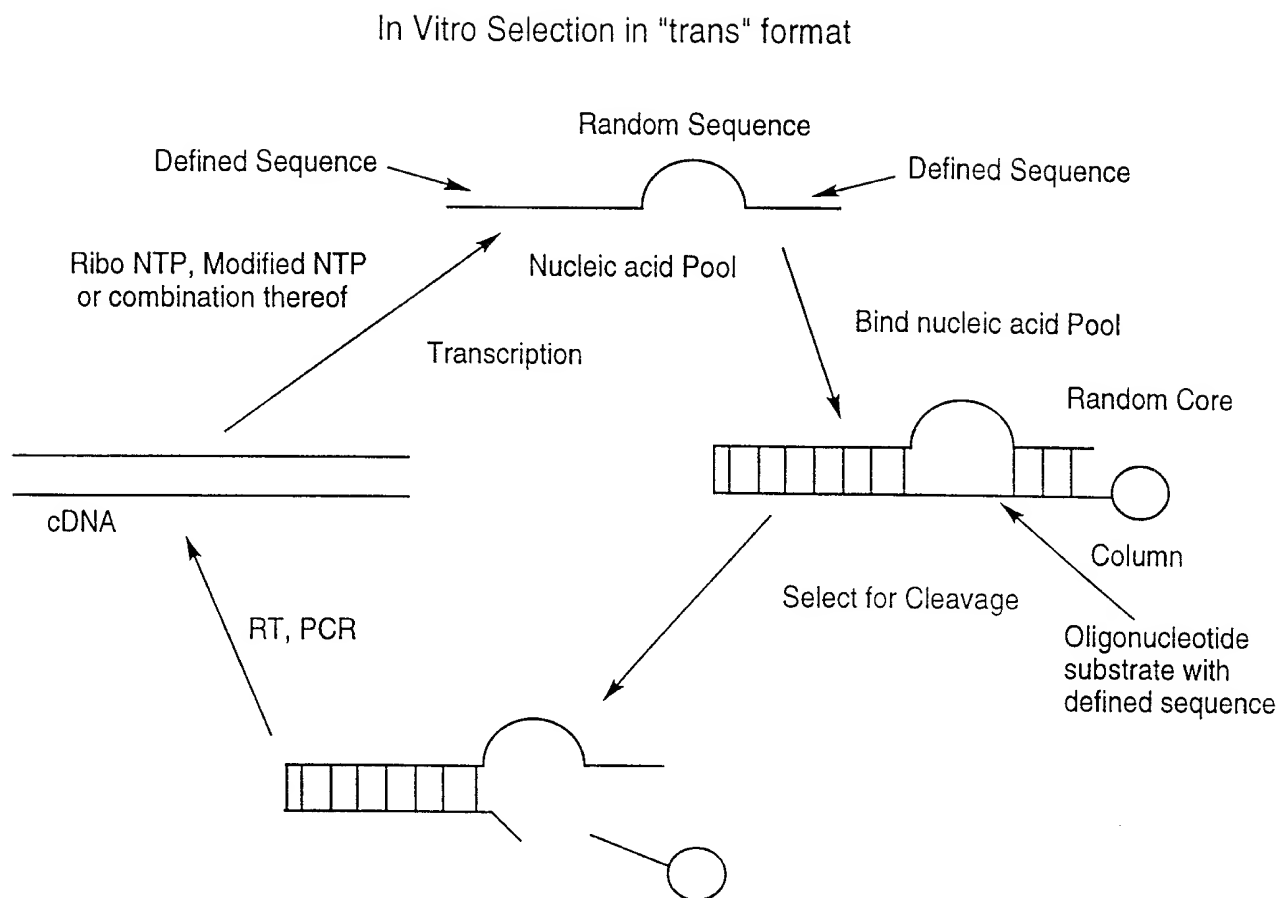 In Vitro Selection in "trans" format
Random Sequence
Defined Sequence
Defined Sequence
Ribo NTP, Modified NTP
or combination thereof
Nucleic acid Pool
Transcription
Bind nucleic acid Pool
Random Core
cDNA
Column
Select for Cleavage
RT, PCR
Oligonucleotide
substrate with
defined sequence